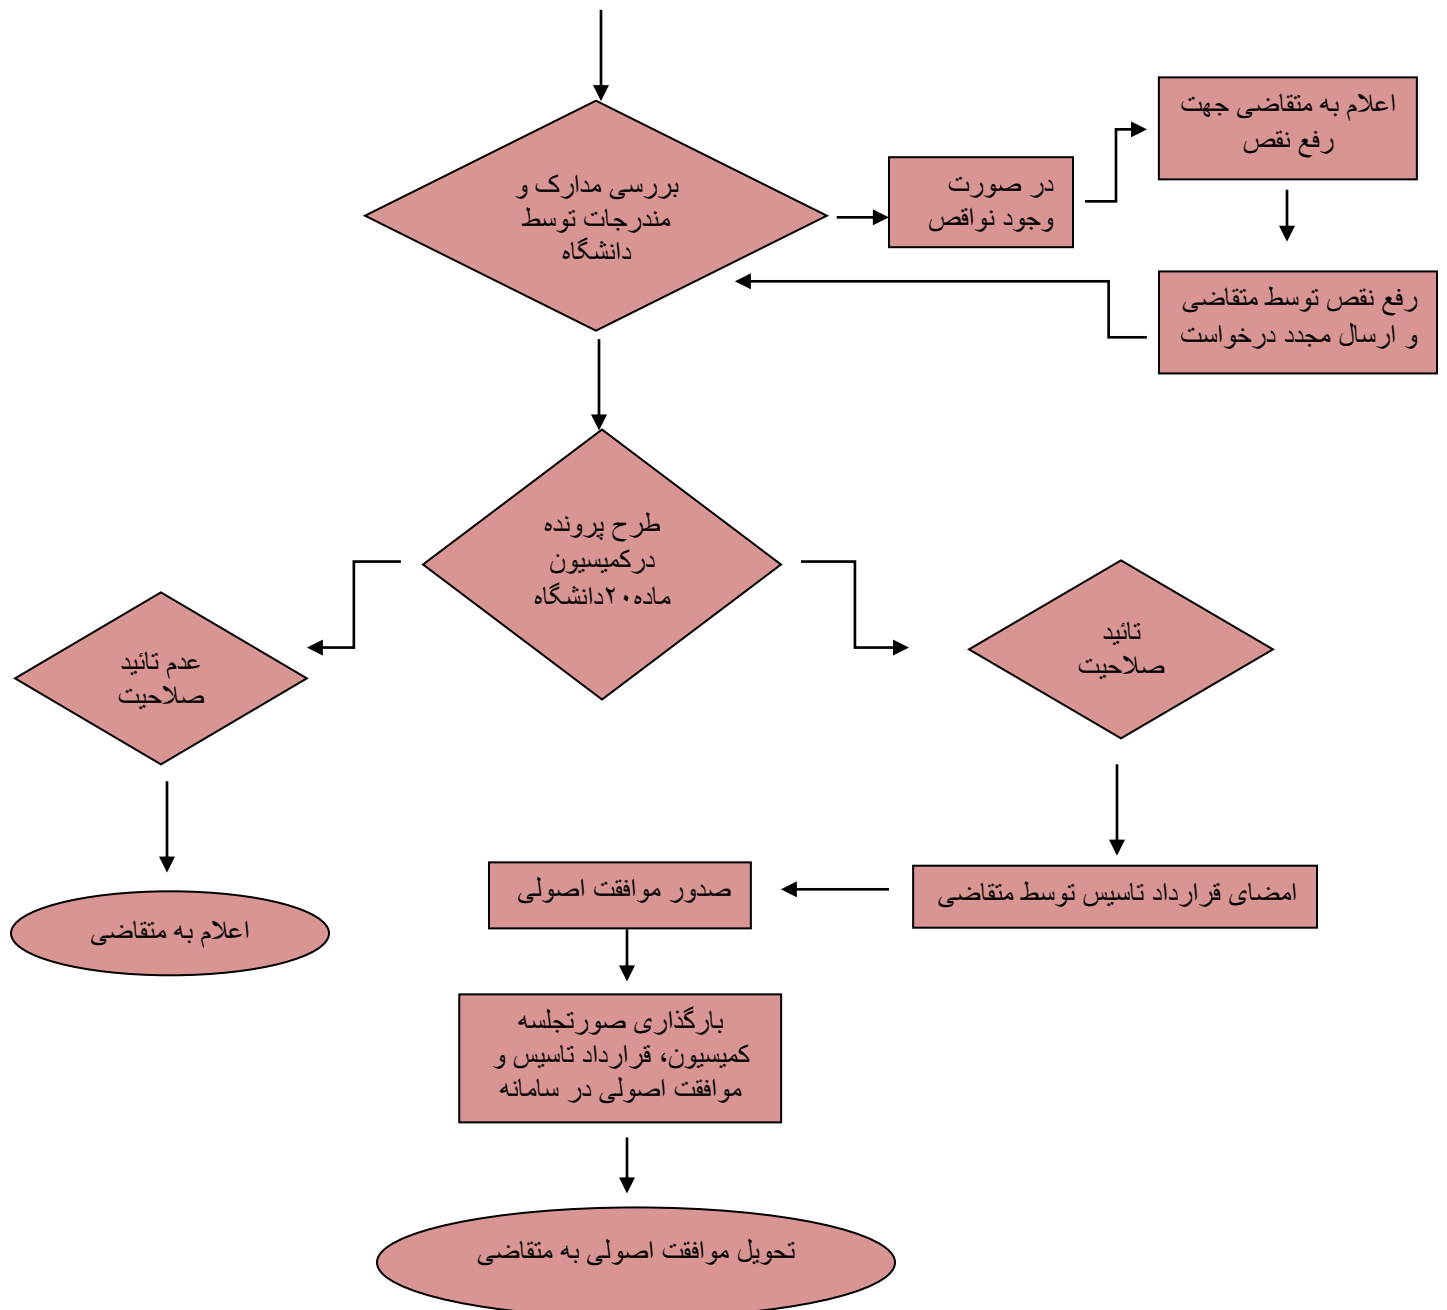 اعلام به متقاضی جهت
رفع نقص
بررسی مدارک و
مندرجات توسط
دانشگاه
در صورت
وجود نواقص
رفع نقص توسط متقاضی
و ارسال مجدد درخواست
طرح پرونده
درکمیسیون
ماده۲۰دانشگاه
تائید
صلاحیت
عدم تائید
صلاحیت
امضای قرارداد تاسیس توسط متقاضی
صدور موافقت اصولی
اعلام به متقاضی
بارگذاری صورتجلسه
کمیسیون، قرارداد تاسیس و
موافقت اصولی در سامانه
تحویل موافقت اصولی به متقاضی